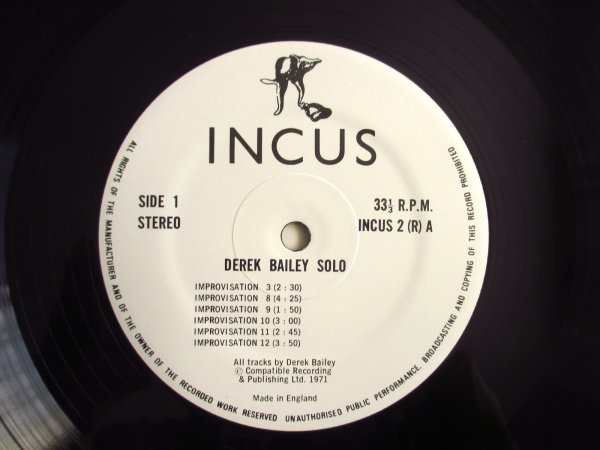 INCUS
SIDE 1
STEREO
33⅓ R.P.M.
INCUS 2 (R) A
DEREK BAILEY SOLO
IMPROVISATION 3 (2 : 30)
IMPROVISATION 8 (4 : 25)
IMPROVISATION 9 (1 : 50)
IMPROVISATION 10 (3 : 00)
IMPROVISATION 11 (2 : 45)
IMPROVISATION 12 (3 : 50)
All tracks by Derek Bailey
© Compatible Recording
& Publishing Ltd. 1971
Made in England
ALL RIGHTS OF THE MANUFACTURER AND OF THE OWNER OF THE RECORDED WORK RESERVED UNAUTHORISED PUBLIC PERFORMANCE, BROADCASTING AND COPYING OF THIS RECORD PROHIBITED